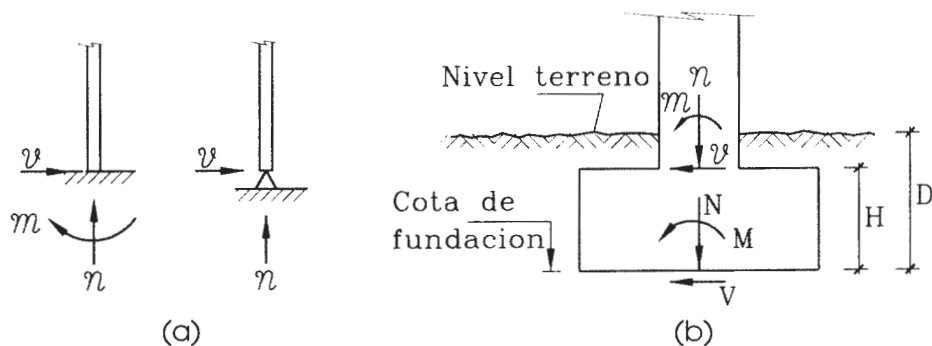 𝓋
𝓂
𝓃
𝓋
𝓃
(a)
Nivel terreno
𝓃
𝓂
𝓋
Cota de
fundacion
N
M
V
H
D
(b)